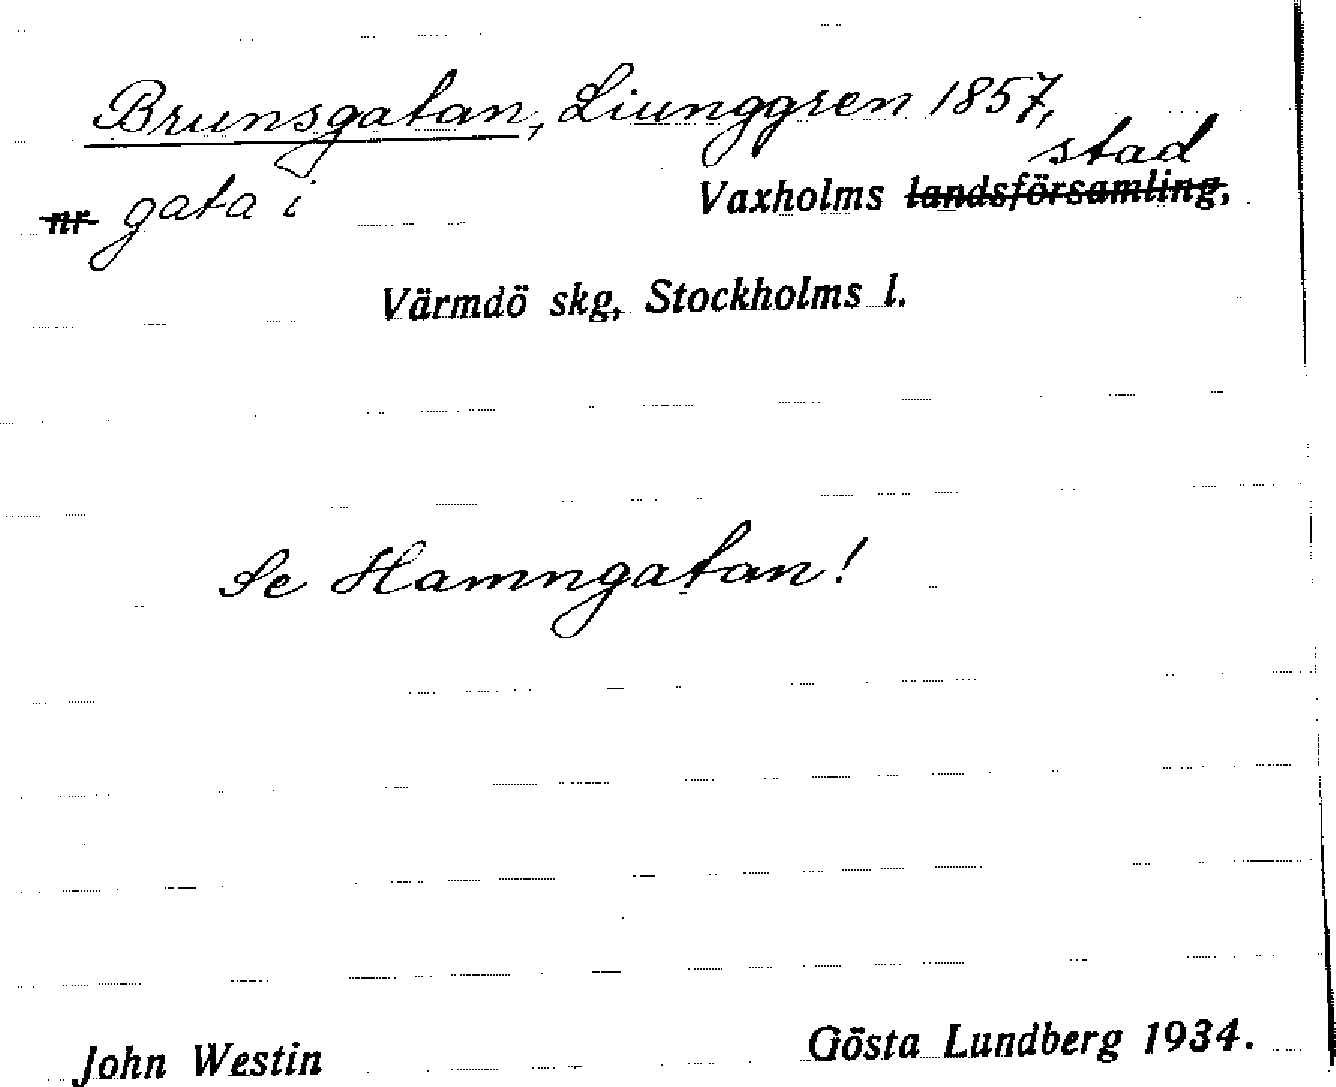 Brunsgatan, Liunggren 1857,
stad
nr gata i Vaxholms landsförsamling,
Värmdö skg, Stockholms l.
Se Hamngatan!
John Westin Gösta Lundberg 1934.